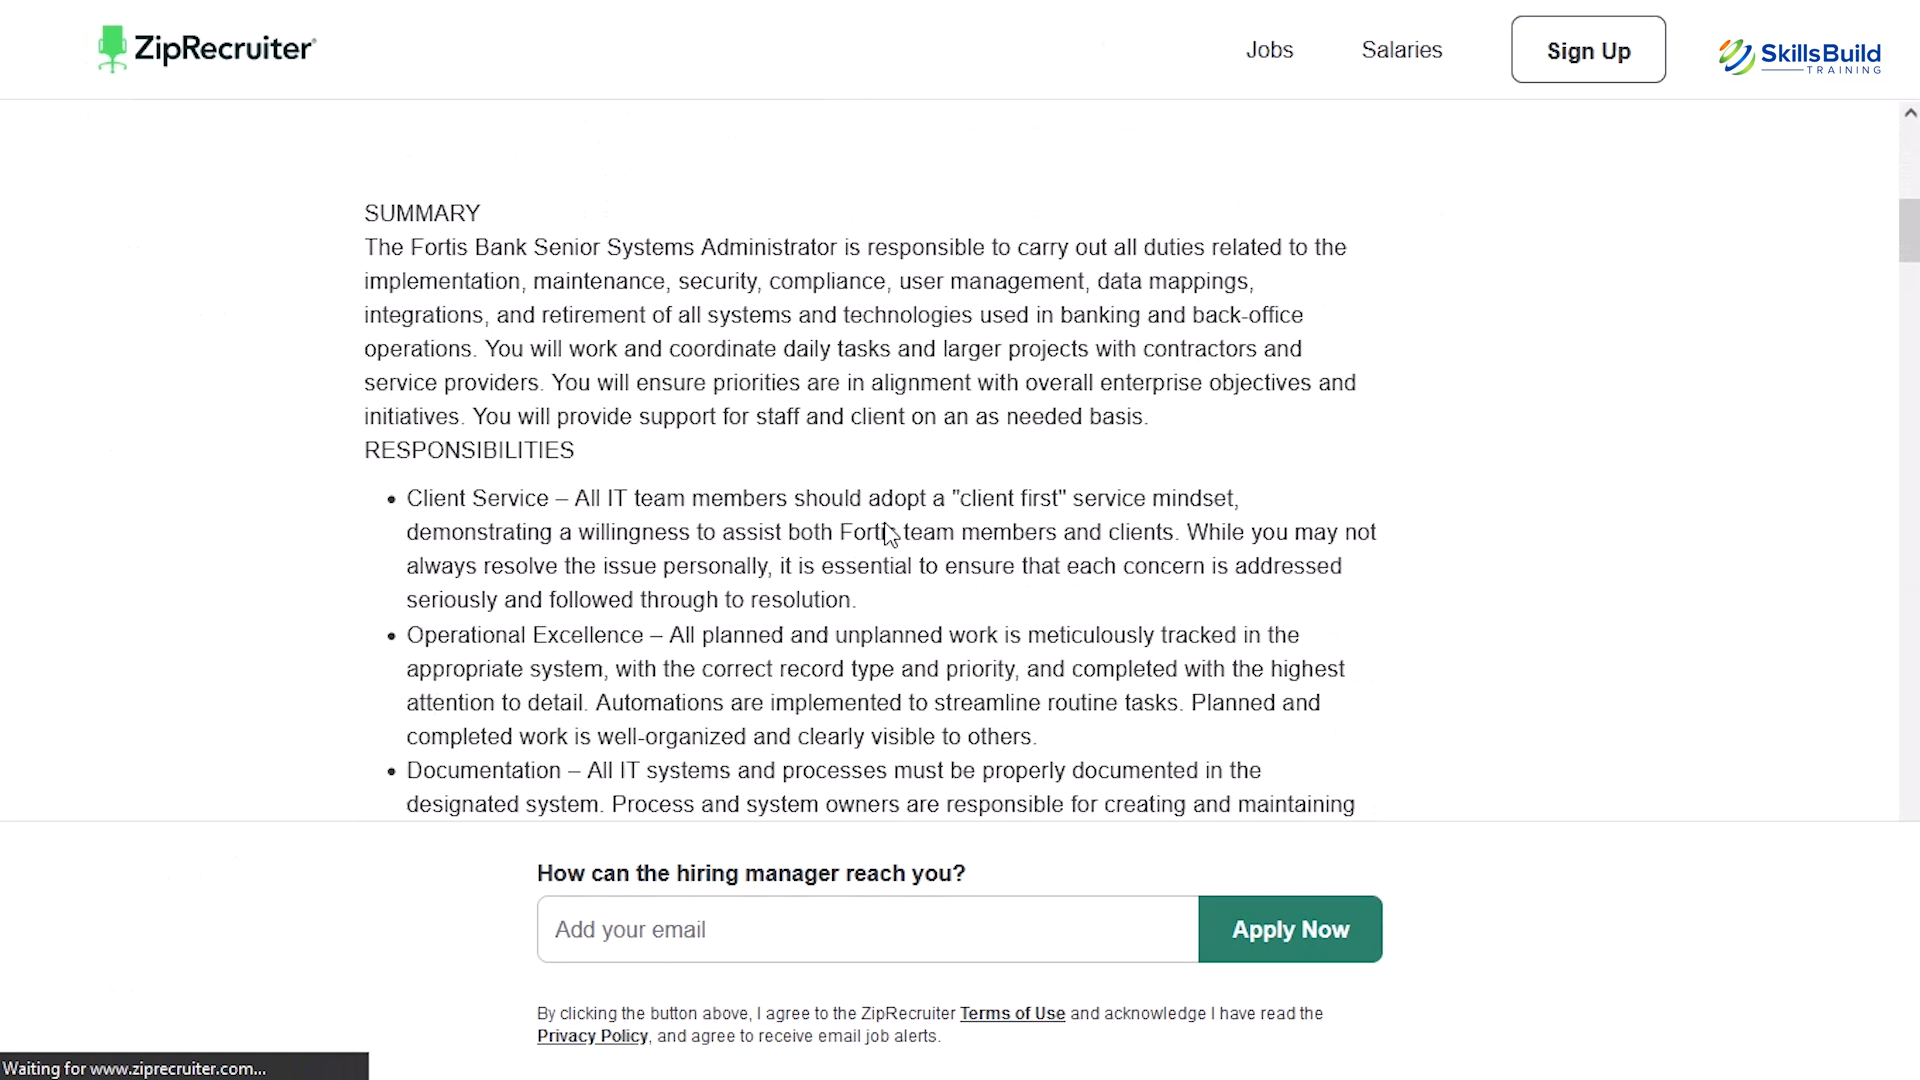 ZipRecruiter
Jobs
Salaries
Sign Up
SkillsBuild
TRAINING
SUMMARY
The Fortis Bank Senior Systems Administrator is responsible to carry out all duties related to the
implementation, maintenance, security, compliance, user management, data mappings,
integrations, and retirement of all systems and technologies used in banking and back-office
operations. You will work and coordinate daily tasks and larger projects with contractors and
service providers. You will ensure priorities are in alignment with overall enterprise objectives and
initiatives. You will provide support for staff and client on an as needed basis.
RESPONSIBILITIES
• Client Service – All IT team members should adopt a "client first" service mindset,
demonstrating a willingness to assist both Fortis team members and clients. While you may not
always resolve the issue personally, it is essential to ensure that each concern is addressed
seriously and followed through to resolution.
• Operational Excellence – All planned and unplanned work is meticulously tracked in the
appropriate system, with the correct record type and priority, and completed with the highest
attention to detail. Automations are implemented to streamline routine tasks. Planned and
completed work is well-organized and clearly visible to others.
• Documentation – All IT systems and processes must be properly documented in the
designated system. Process and system owners are responsible for creating and maintaining
How can the hiring manager reach you?
Add your email
Apply Now
By clicking the button above, I agree to the ZipRecruiter Terms of Use and acknowledge I have read the
Privacy Policy, and agree to receive email job alerts.
Waiting for www.ziprecruiter.com...